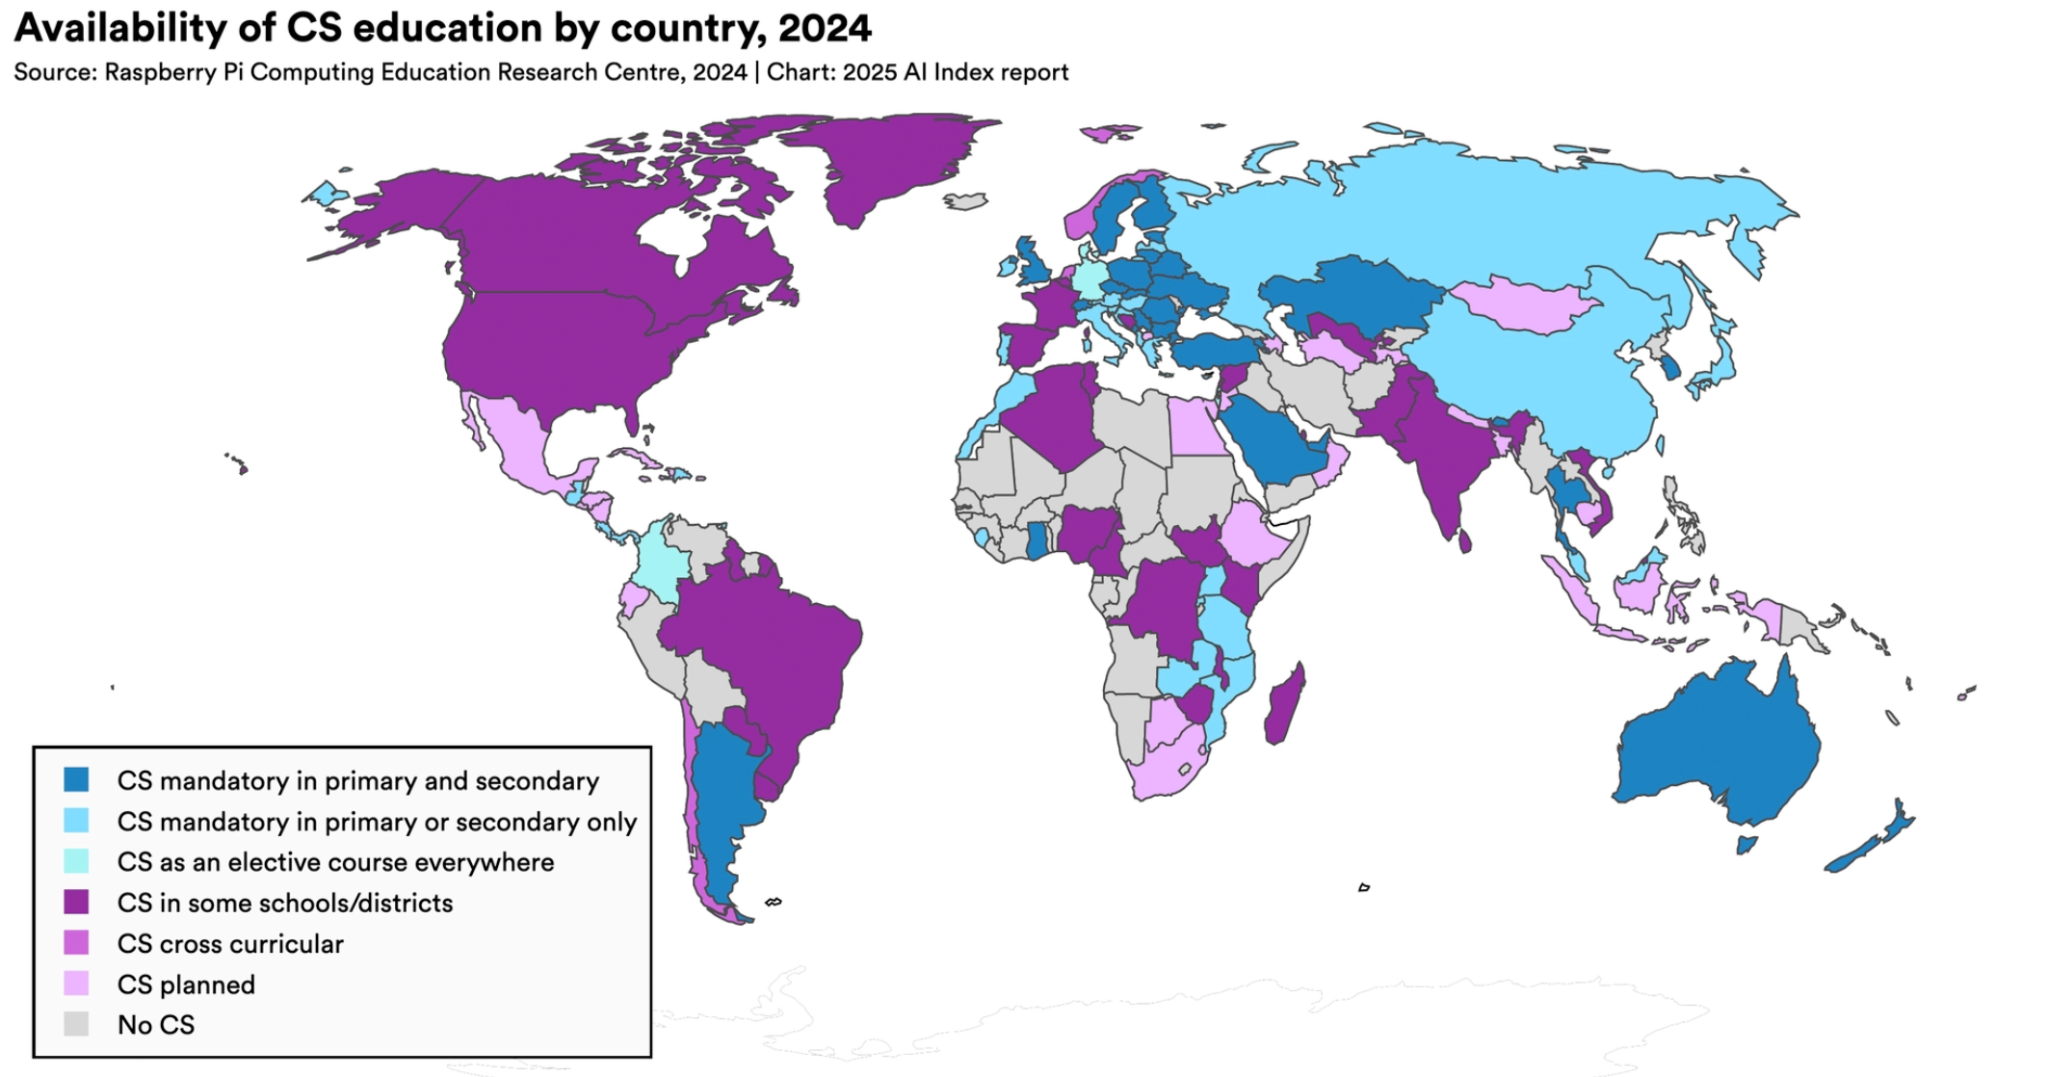 Availability of CS education by country, 2024
Source: Raspberry Pi Computing Education Research Centre, 2024 | Chart: 2025 AI Index report
CS mandatory in primary and secondary
CS mandatory in primary or secondary only
CS as an elective course everywhere
CS in some schools/districts
CS cross curricular
CS planned
No CS